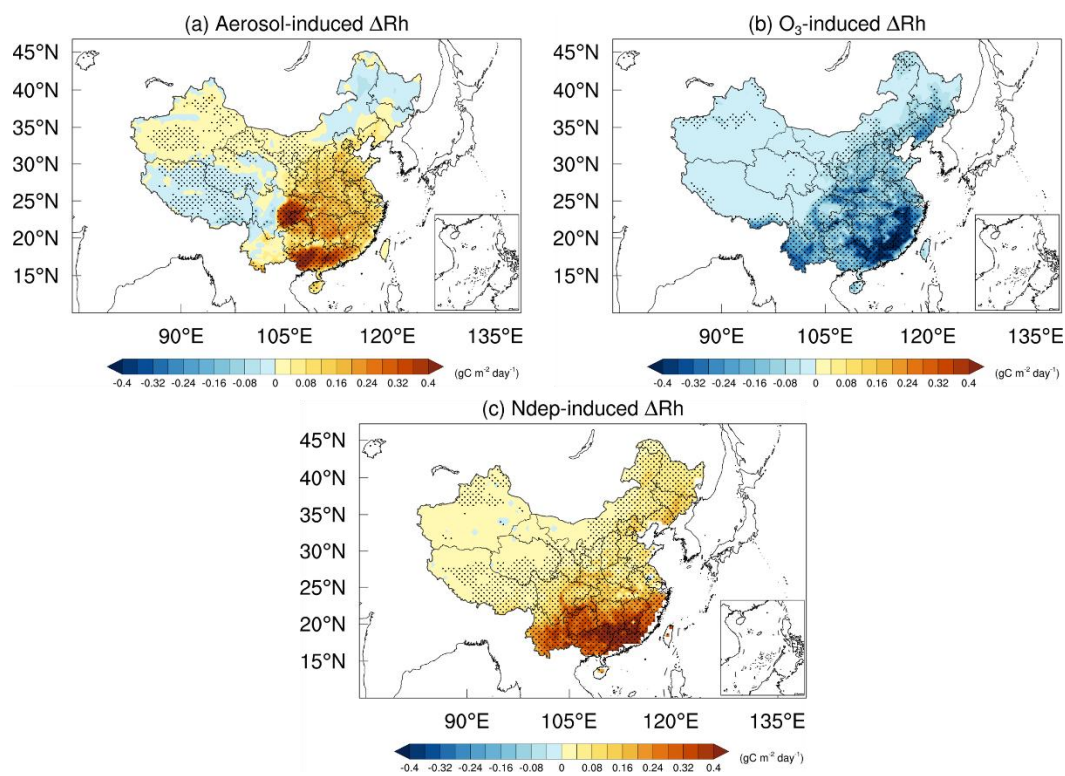 (a) Aerosol-induced ΔRh
45°N
40°N
35°N
30°N
25°N
20°N
15°N
90°E 105°E 120°E 135°E
-0.4 -0.32 -0.24 -0.16 -0.08 0 0.08 0.16 0.24 0.32 0.4 (gC m⁻² day⁻¹)
(b) O₃-induced ΔRh
45°N
40°N
35°N
30°N
25°N
20°N
15°N
90°E 105°E 120°E 135°E
-0.4 -0.32 -0.24 -0.16 -0.08 0 0.08 0.16 0.24 0.32 0.4 (gC m⁻² day⁻¹)
(c) Ndep-induced ΔRh
45°N
40°N
35°N
30°N
25°N
20°N
15°N
90°E 105°E 120°E 135°E
-0.4 -0.32 -0.24 -0.16 -0.08 0 0.08 0.16 0.24 0.32 0.4 (gC m⁻² day⁻¹)